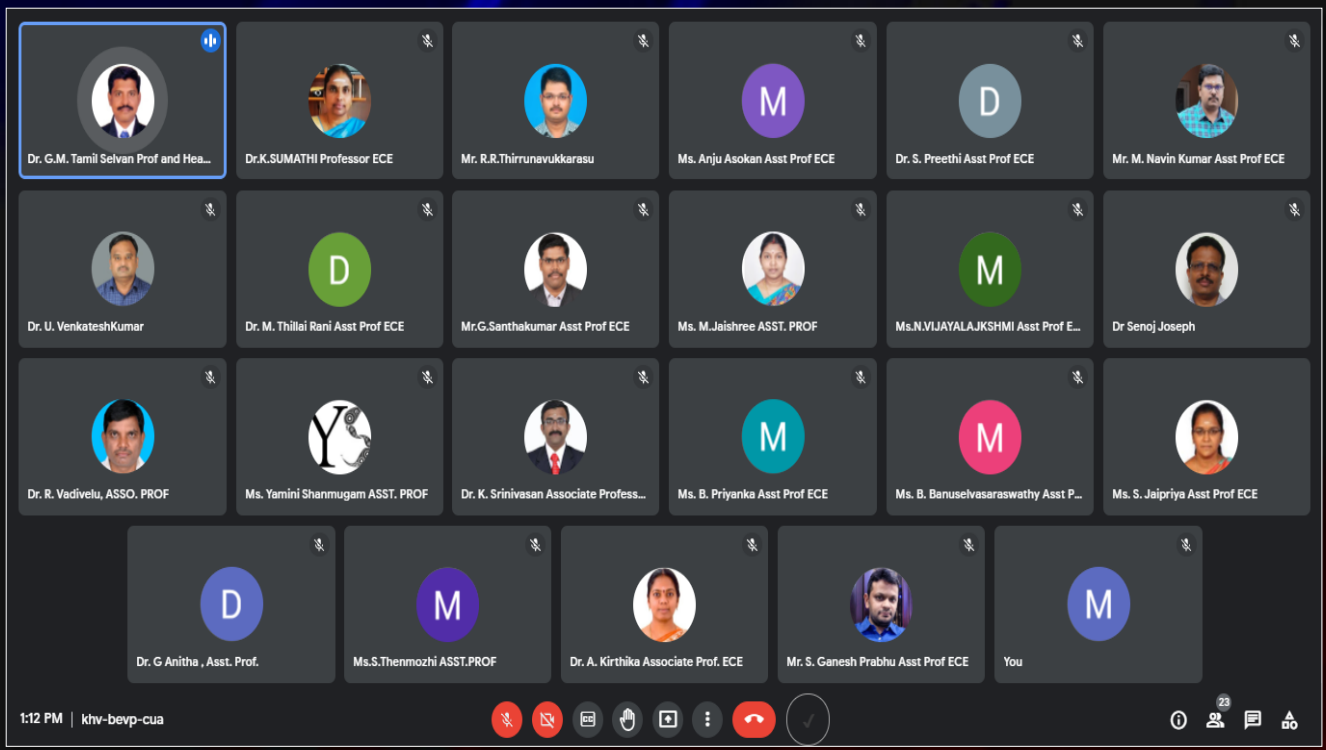 Dr. G.M. Tamil Selvan Prof and Hea...
Dr.K.SUMATHI Professor ECE
Mr. R.R.Thirrunavukkarasu
M
Ms. Anju Asokan Asst Prof ECE
D
Dr. S. Preethi Asst Prof ECE
Mr. M. Navin Kumar Asst Prof ECE
Dr. U. VenkateshKumar
D
Dr. M. Thillai Rani Asst Prof ECE
Mr.G.Santhakumar Asst Prof ECE
Ms. M.Jaishree ASST. PROF
M
Ms.N.VIJAYALAJKSHMI Asst Prof E...
Dr Senoj Joseph
Dr. R. Vadivelu, ASSO. PROF
YS
Ms. Yamini Shanmugam ASST. PROF
Dr. K. Srinivasan Associate Profess...
M
Ms. B. Priyanka Asst Prof ECE
M
Ms. B. Banuselvasaraswathy Asst P...
Ms. S. Jaipriya Asst Prof ECE
D
Dr. G Anitha , Asst. Prof.
M
Ms.S.Thenmozhi ASST.PROF
Dr. A. Kirthika Associate Prof. ECE
Mr. S. Ganesh Prabhu Asst Prof ECE
M
You
1:12 PM | khv-bevp-cua
CC
23